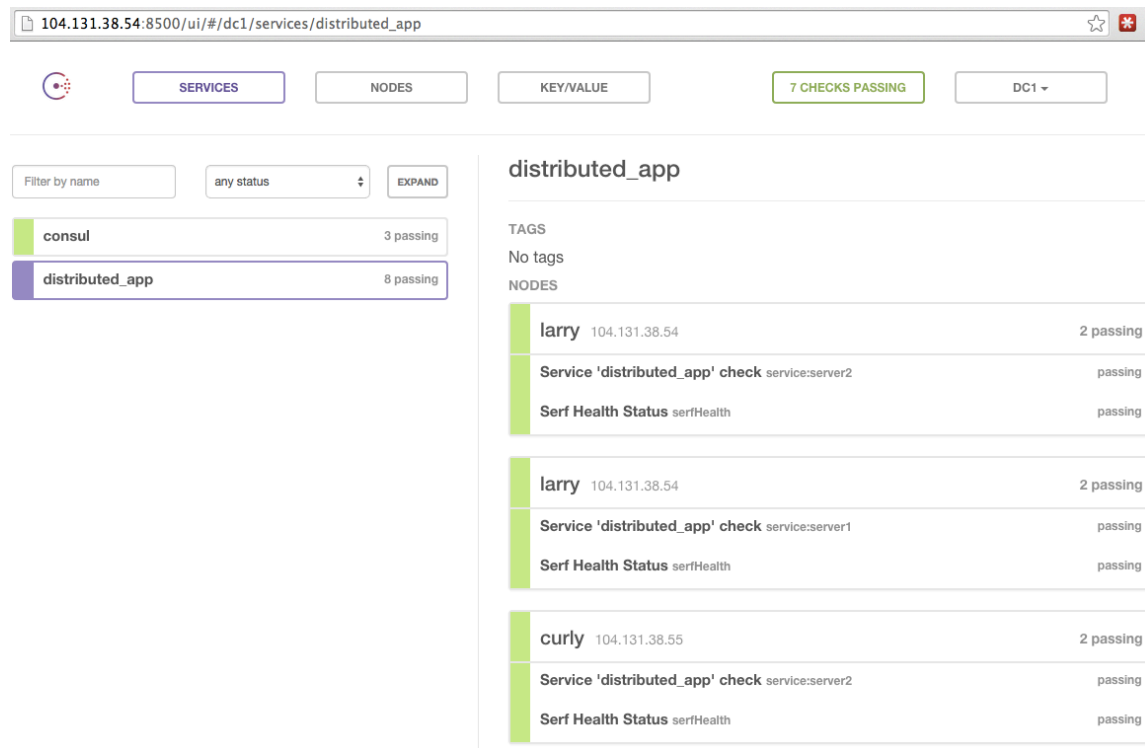 104.131.38.54:8500/ui/#/dc1/services/distributed_app
SERVICES NODES KEY/VALUE 7 CHECKS PASSING DC1
Filter by name any status EXPAND
consul 3 passing
distributed_app 8 passing
distributed_app
TAGS
No tags
NODES
larry 104.131.38.54 2 passing
Service 'distributed_app' check service:server2 passing
Serf Health Status serfHealth passing
larry 104.131.38.54 2 passing
Service 'distributed_app' check service:server1 passing
Serf Health Status serfHealth passing
curly 104.131.38.55 2 passing
Service 'distributed_app' check service:server2 passing
Serf Health Status serfHealth passing